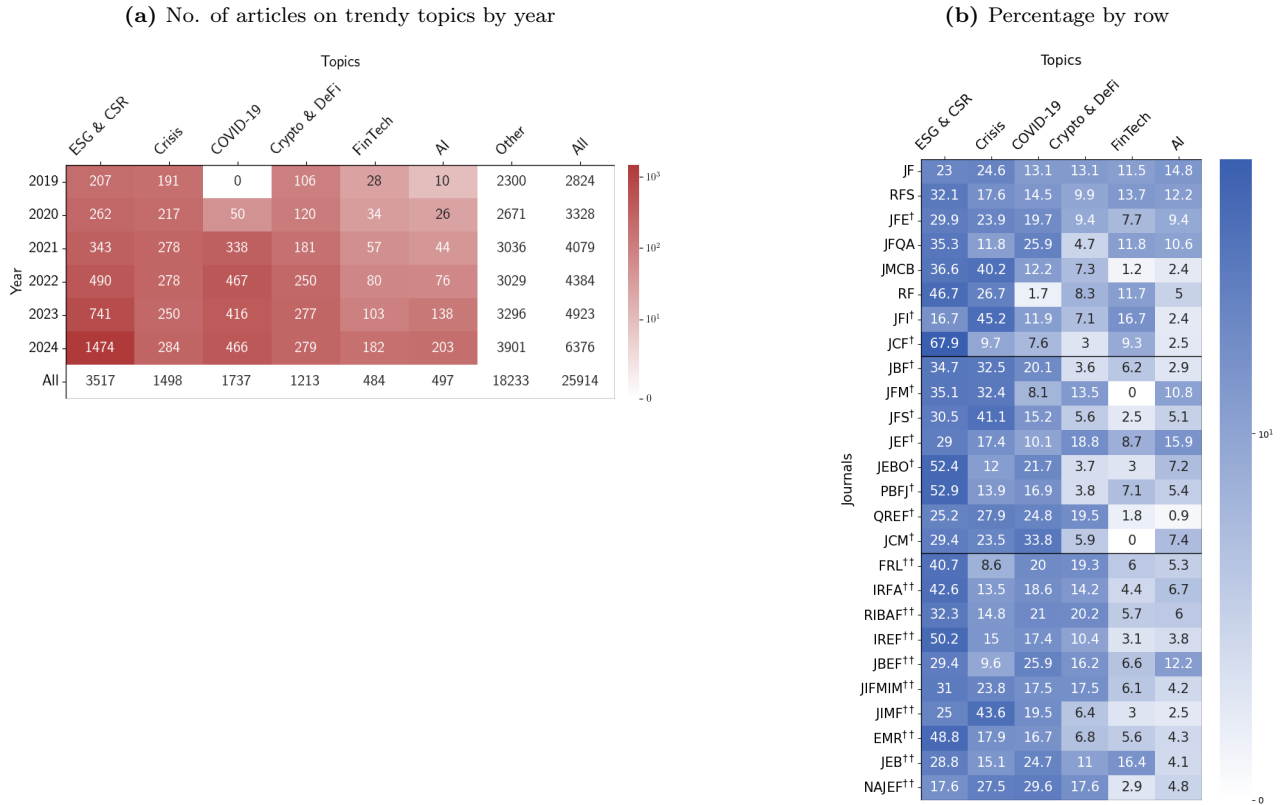 (a) No. of articles on trendy topics by year
Topics
ESG & CSR Crisis COVID-19 Crypto & DeFi FinTech AI Other All
Year
2019 207 191 0 106 28 10 2300 2824
2020 262 217 50 120 34 26 2671 3328
2021 343 278 338 181 57 44 3036 4079
2022 490 278 467 250 80 76 3029 4384
2023 741 250 416 277 103 138 3296 4923
2024 1474 284 466 279 182 203 3901 6376
All 3517 1498 1737 1213 484 497 18233 25914
10³
10²
10¹
0
(b) Percentage by row
Topics
ESG & CSR Crisis COVID-19 Crypto & DeFi FinTech AI
Journals
JF 23 24.6 13.1 13.1 11.5 14.8
RFS 32.1 17.6 14.5 9.9 13.7 12.2
JFE† 29.9 23.9 19.7 9.4 7.7 9.4
JFQA 35.3 11.8 25.9 4.7 11.8 10.6
JMCB 36.6 40.2 12.2 7.3 1.2 2.4
RF 46.7 26.7 1.7 8.3 11.7 5
JFI† 16.7 45.2 11.9 7.1 16.7 2.4
JCF† 67.9 9.7 7.6 3 9.3 2.5
JBF† 34.7 32.5 20.1 3.6 6.2 2.9
JFM† 35.1 32.4 8.1 13.5 0 10.8
JFS† 30.5 41.1 15.2 5.6 2.5 5.1
JEF† 29 17.4 10.1 18.8 8.7 15.9
JEBO† 52.4 12 21.7 3.7 3 7.2
PBFJ† 52.9 13.9 16.9 3.8 7.1 5.4
QREF† 25.2 27.9 24.8 19.5 1.8 0.9
JCM† 29.4 23.5 33.8 5.9 0 7.4
FRL†† 40.7 8.6 20 19.3 6 5.3
IRFA†† 42.6 13.5 18.6 14.2 4.4 6.7
RIBAF†† 32.3 14.8 21 20.2 5.7 6
IREF†† 50.2 15 17.4 10.4 3.1 3.8
JBEF†† 29.4 9.6 25.9 16.2 6.6 12.2
JIFMIM†† 31 23.8 17.5 17.5 6.1 4.2
JIMF†† 25 43.6 19.5 6.4 3 2.5
EMR†† 48.8 17.9 16.7 6.8 5.6 4.3
JEB†† 28.8 15.1 24.7 11 16.4 4.1
NAJEF†† 17.6 27.5 29.6 17.6 2.9 4.8
10¹
0